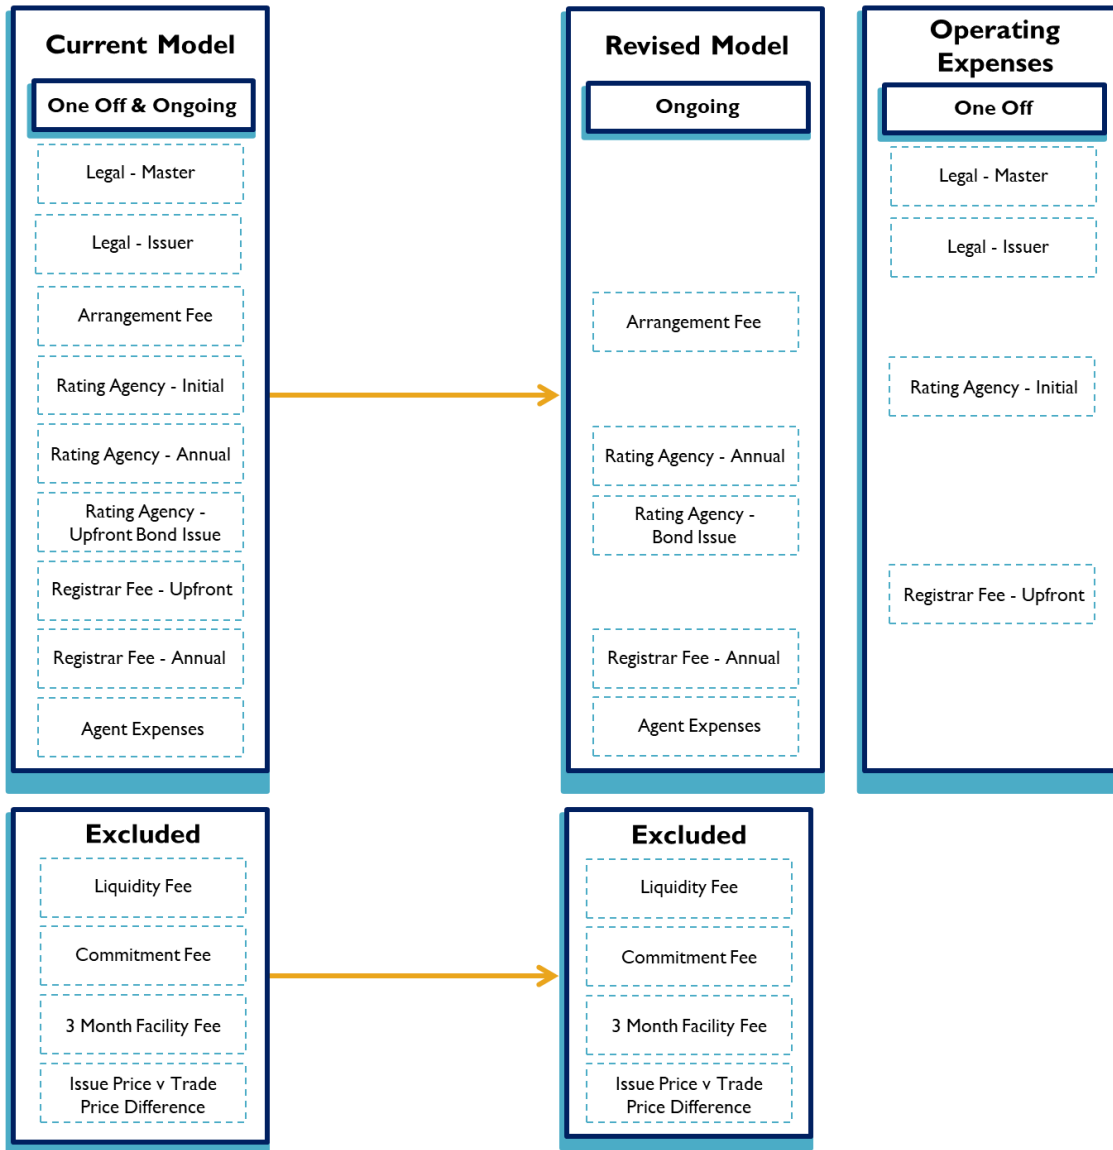 Current Model
One Off & Ongoing
Legal - Master
Legal - Issuer
Arrangement Fee
Rating Agency - Initial
Rating Agency - Annual
Rating Agency -
Upfront Bond Issue
Registrar Fee - Upfront
Registrar Fee - Annual
Agent Expenses
Revised Model
Ongoing
Arrangement Fee
Rating Agency - Annual
Rating Agency -
Bond Issue
Registrar Fee - Annual
Agent Expenses
Operating
Expenses
One Off
Legal - Master
Legal - Issuer
Rating Agency - Initial
Registrar Fee - Upfront
Excluded
Liquidity Fee
Commitment Fee
3 Month Facility Fee
Issue Price v Trade
Price Difference
Excluded
Liquidity Fee
Commitment Fee
3 Month Facility Fee
Issue Price v Trade
Price Difference